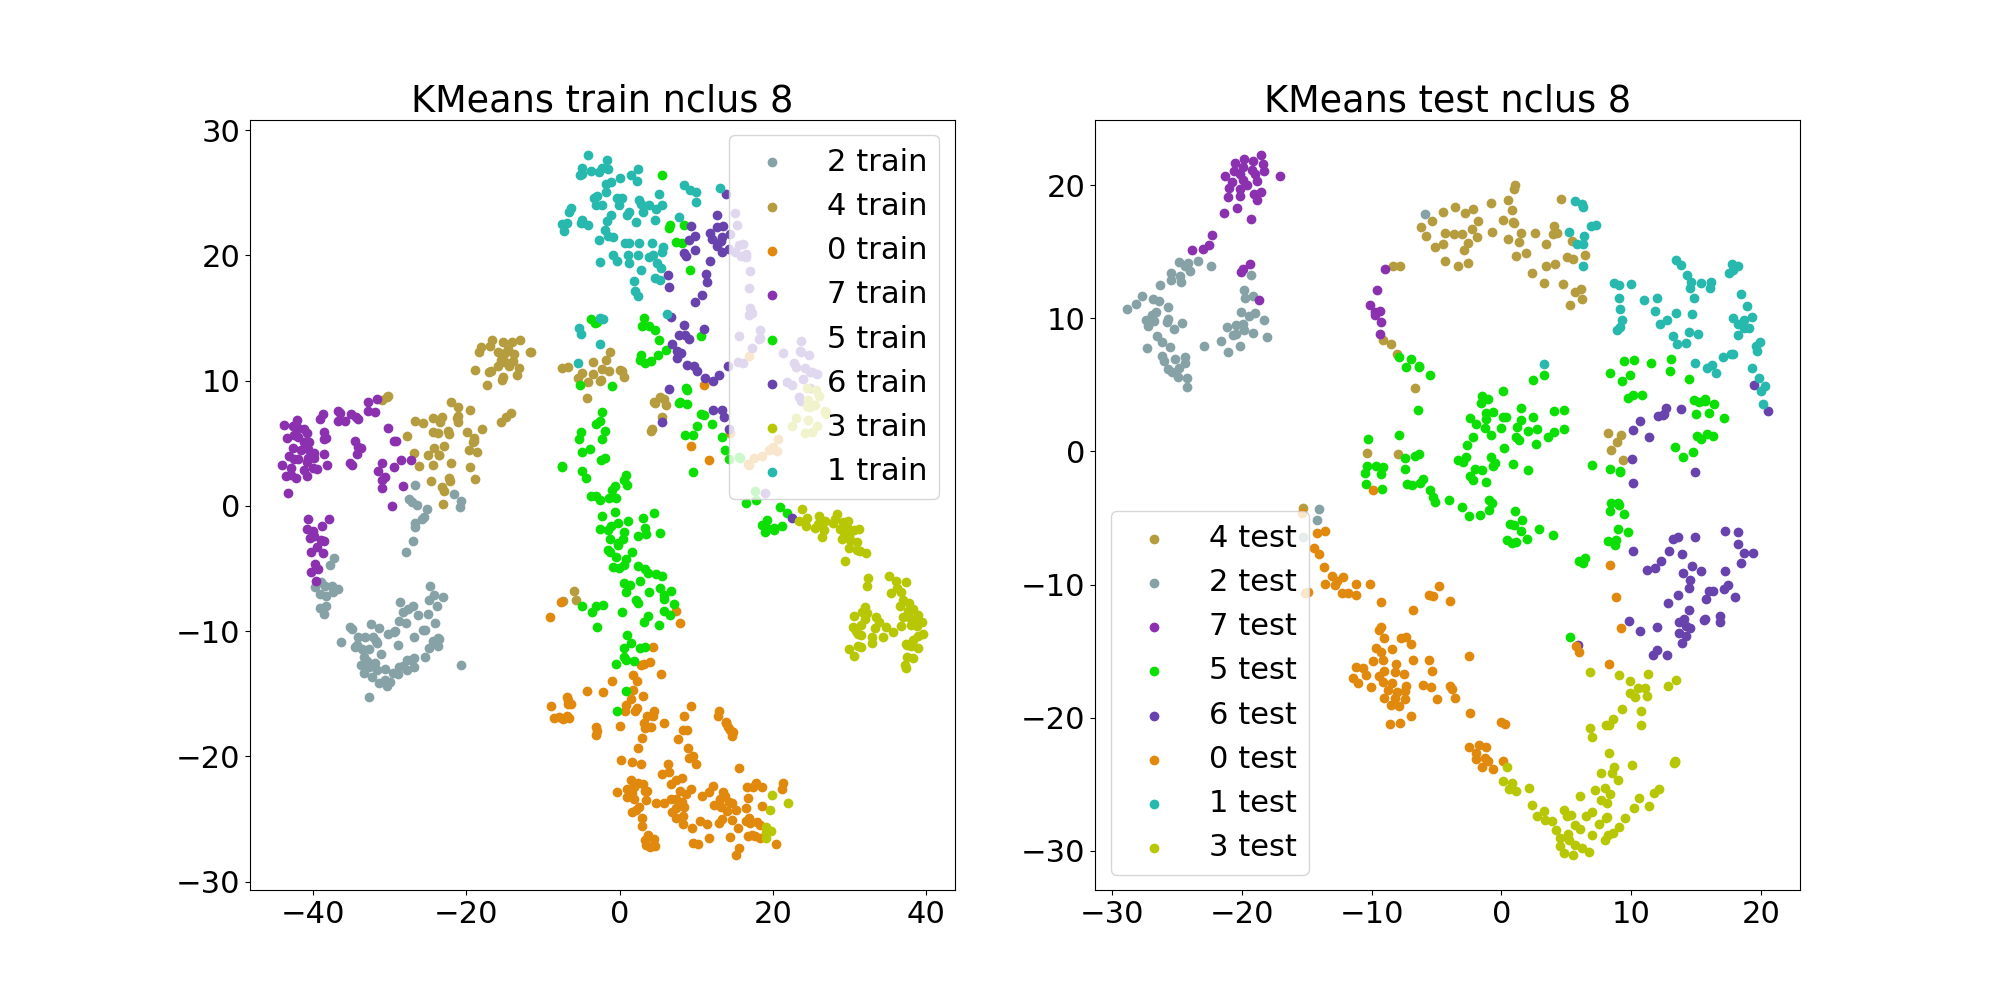 KMeans train nclus 8
30
20
10
0
−10
−20
−30
−40
−20
0
20
40
2 train
4 train
0 train
7 train
5 train
6 train
3 train
1 train
KMeans test nclus 8
20
10
0
−10
−20
−30
−30
−20
−10
0
10
20
4 test
2 test
7 test
5 test
6 test
0 test
1 test
3 test